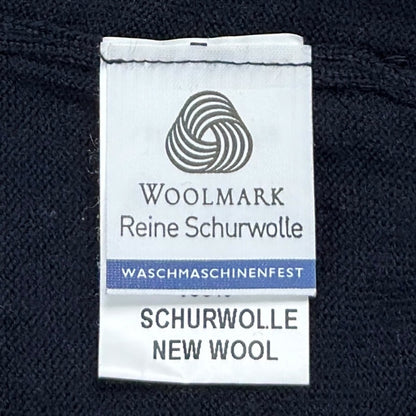 WOOLMARK
Reine Schurwolle
WASCHMASCHINENFEST
SCHURWOLLE
NEW WOOL